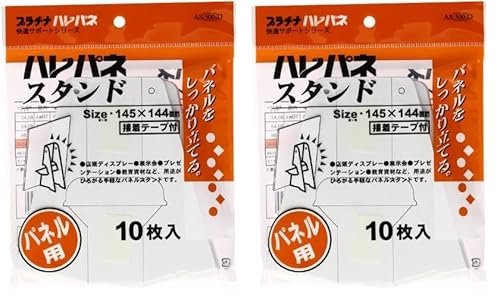 プラチナ ハレパネ
快適サポートシリーズ
AS(500)D
ハレパネ
スタンド
パネルを
しっかり立てる。
Size・145×144mm
接着テープ付
●店頭ディスプレー●展示会●プレゼ
ンテーション●教育資材など、用途が
ひろがる手軽なパネルスタンドです。
パネル用
10枚入
プラチナ ハレパネ
快適サポートシリーズ
AS(500)D
ハレパネ
スタンド
パネルを
しっかり立てる。
Size・145×144mm
接着テープ付
●店頭ディスプレー●展示会●プレゼ
ンテーション●教育資材など、用途が
ひろがる手軽なパネルスタンドです。
パネル用
10枚入